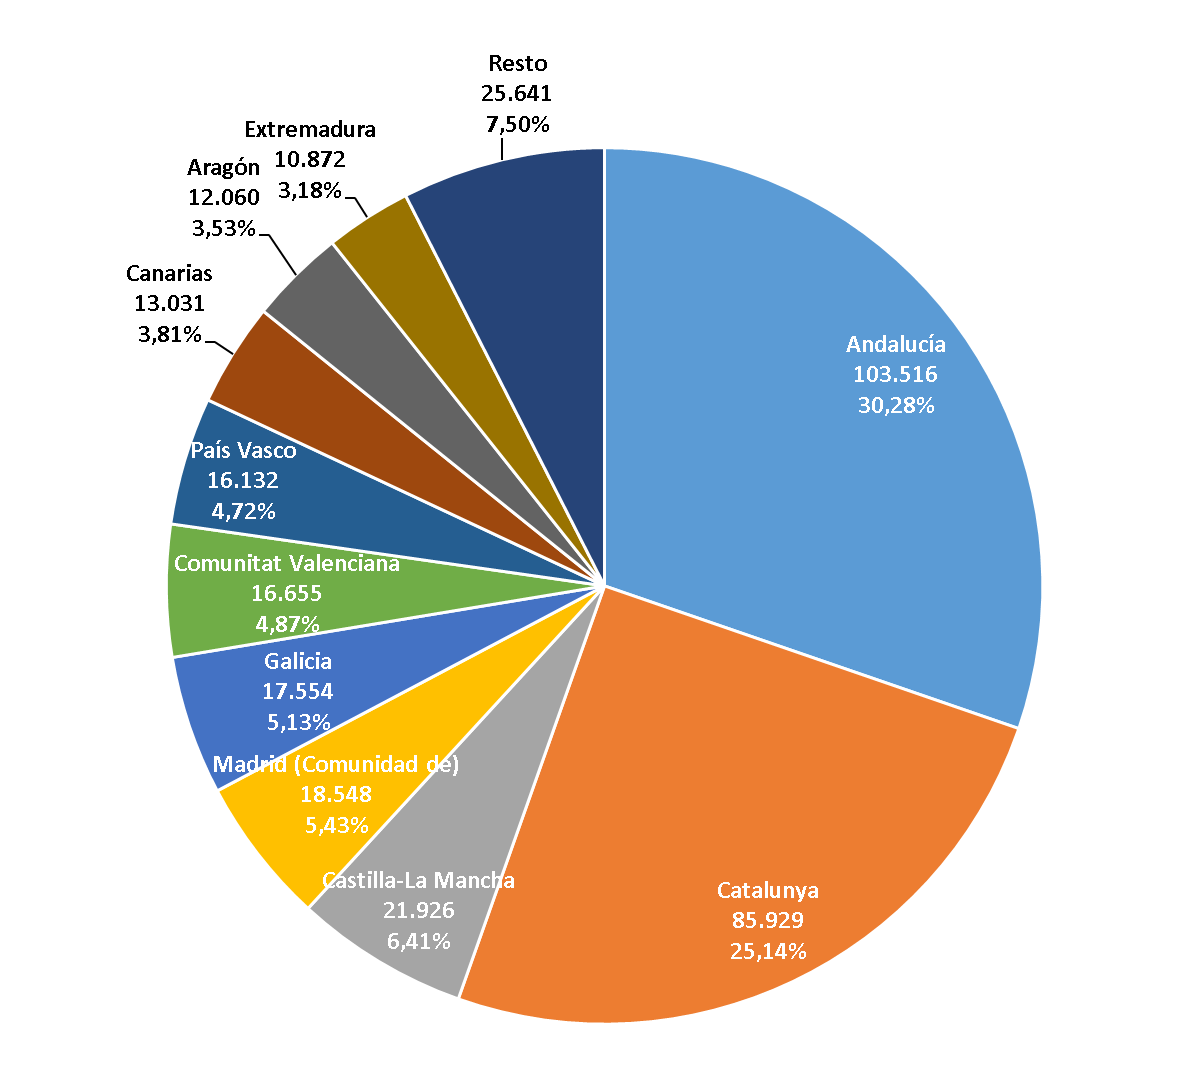 Resto
25.641
7,50%
Extremadura
10.872
3,18%
Aragón
12.060
3,53%
Canarias
13.031
3,81%
Andalucía
103.516
30,28%
País Vasco
16.132
4,72%
Comunitat Valenciana
16.655
4,87%
Galicia
17.554
5,13%
Madrid (Comunidad de)
18.548
5,43%
Castilla-La Mancha
21.926
6,41%
Catalunya
85.929
25,14%